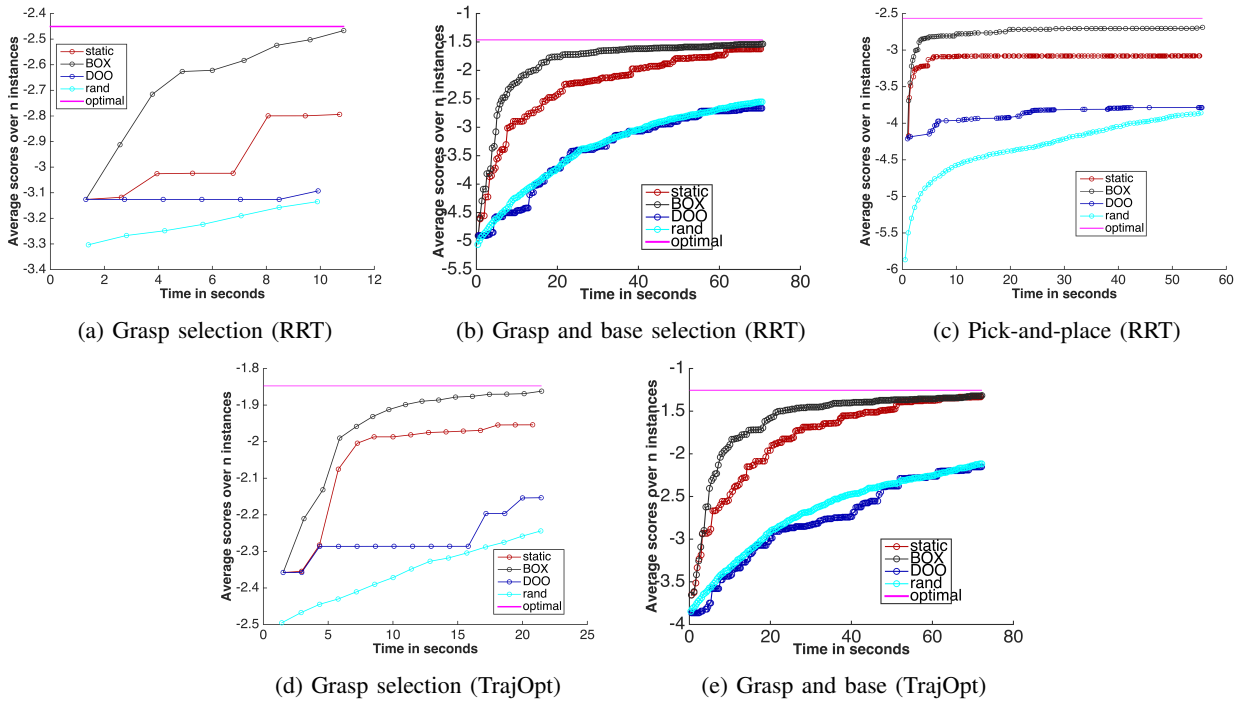 -2.4
-2.5
-2.6
-2.7
-2.8
-2.9
-3
-3.1
-3.2
-3.3
-3.4
Average scores over n instances
static
BOX
DOO
rand
optimal
0 2 4 6 8 10 12
Time in seconds
(a) Grasp selection (RRT)
-1
-1.5
-2
-2.5
-3
-3.5
-4
-4.5
-5
-5.5
Average scores over n instances
static
BOX
DOO
rand
optimal
0 20 40 60 80
Time in seconds
(b) Grasp and base selection (RRT)
-2.5
-3
-3.5
-4
-4.5
-5
-5.5
-6
Average scores over n instances
static
BOX
DOO
rand
optimal
0 10 20 30 40 50 60
Time in seconds
(c) Pick-and-place (RRT)
-1.8
-1.9
-2
-2.1
-2.2
-2.3
-2.4
-2.5
Average scores over n instances
static
BOX
DOO
rand
optimal
0 5 10 15 20 25
Time in seconds
(d) Grasp selection (TrajOpt)
-1
-1.5
-2
-2.5
-3
-3.5
-4
Average scores over n instances
static
BOX
DOO
rand
optimal
0 20 40 60 80
Time in seconds
(e) Grasp and base (TrajOpt)